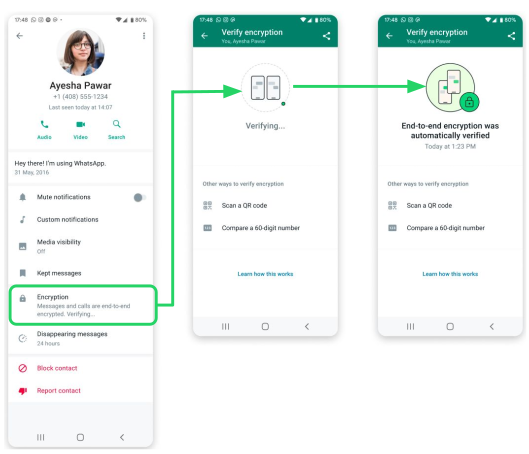 17:48
80%
Ayesha Pawar
+1 (408) 555-1234
Last seen today at 14:07
Audio Video Search
Hey there! I'm using WhatsApp.
31 May, 2016
Mute notifications
Custom notifications
Media visibility
Off
Kept messages
Encryption
Messages and calls are end-to-end
encrypted. Verifying...
Disappearing messages
24 hours
Block contact
Report contact
17:48
80%
Verify encryption
You, Ayesha Pawar
Verifying...
Other ways to verify encryption
Scan a QR code
Compare a 60-digit number
Learn how this works
17:48
80%
Verify encryption
You, Ayesha Pawar
End-to-end encryption was
automatically verified
Today at 1:23 PM
Other ways to verify encryption
Scan a QR code
Compare a 60-digit number
Learn how this works